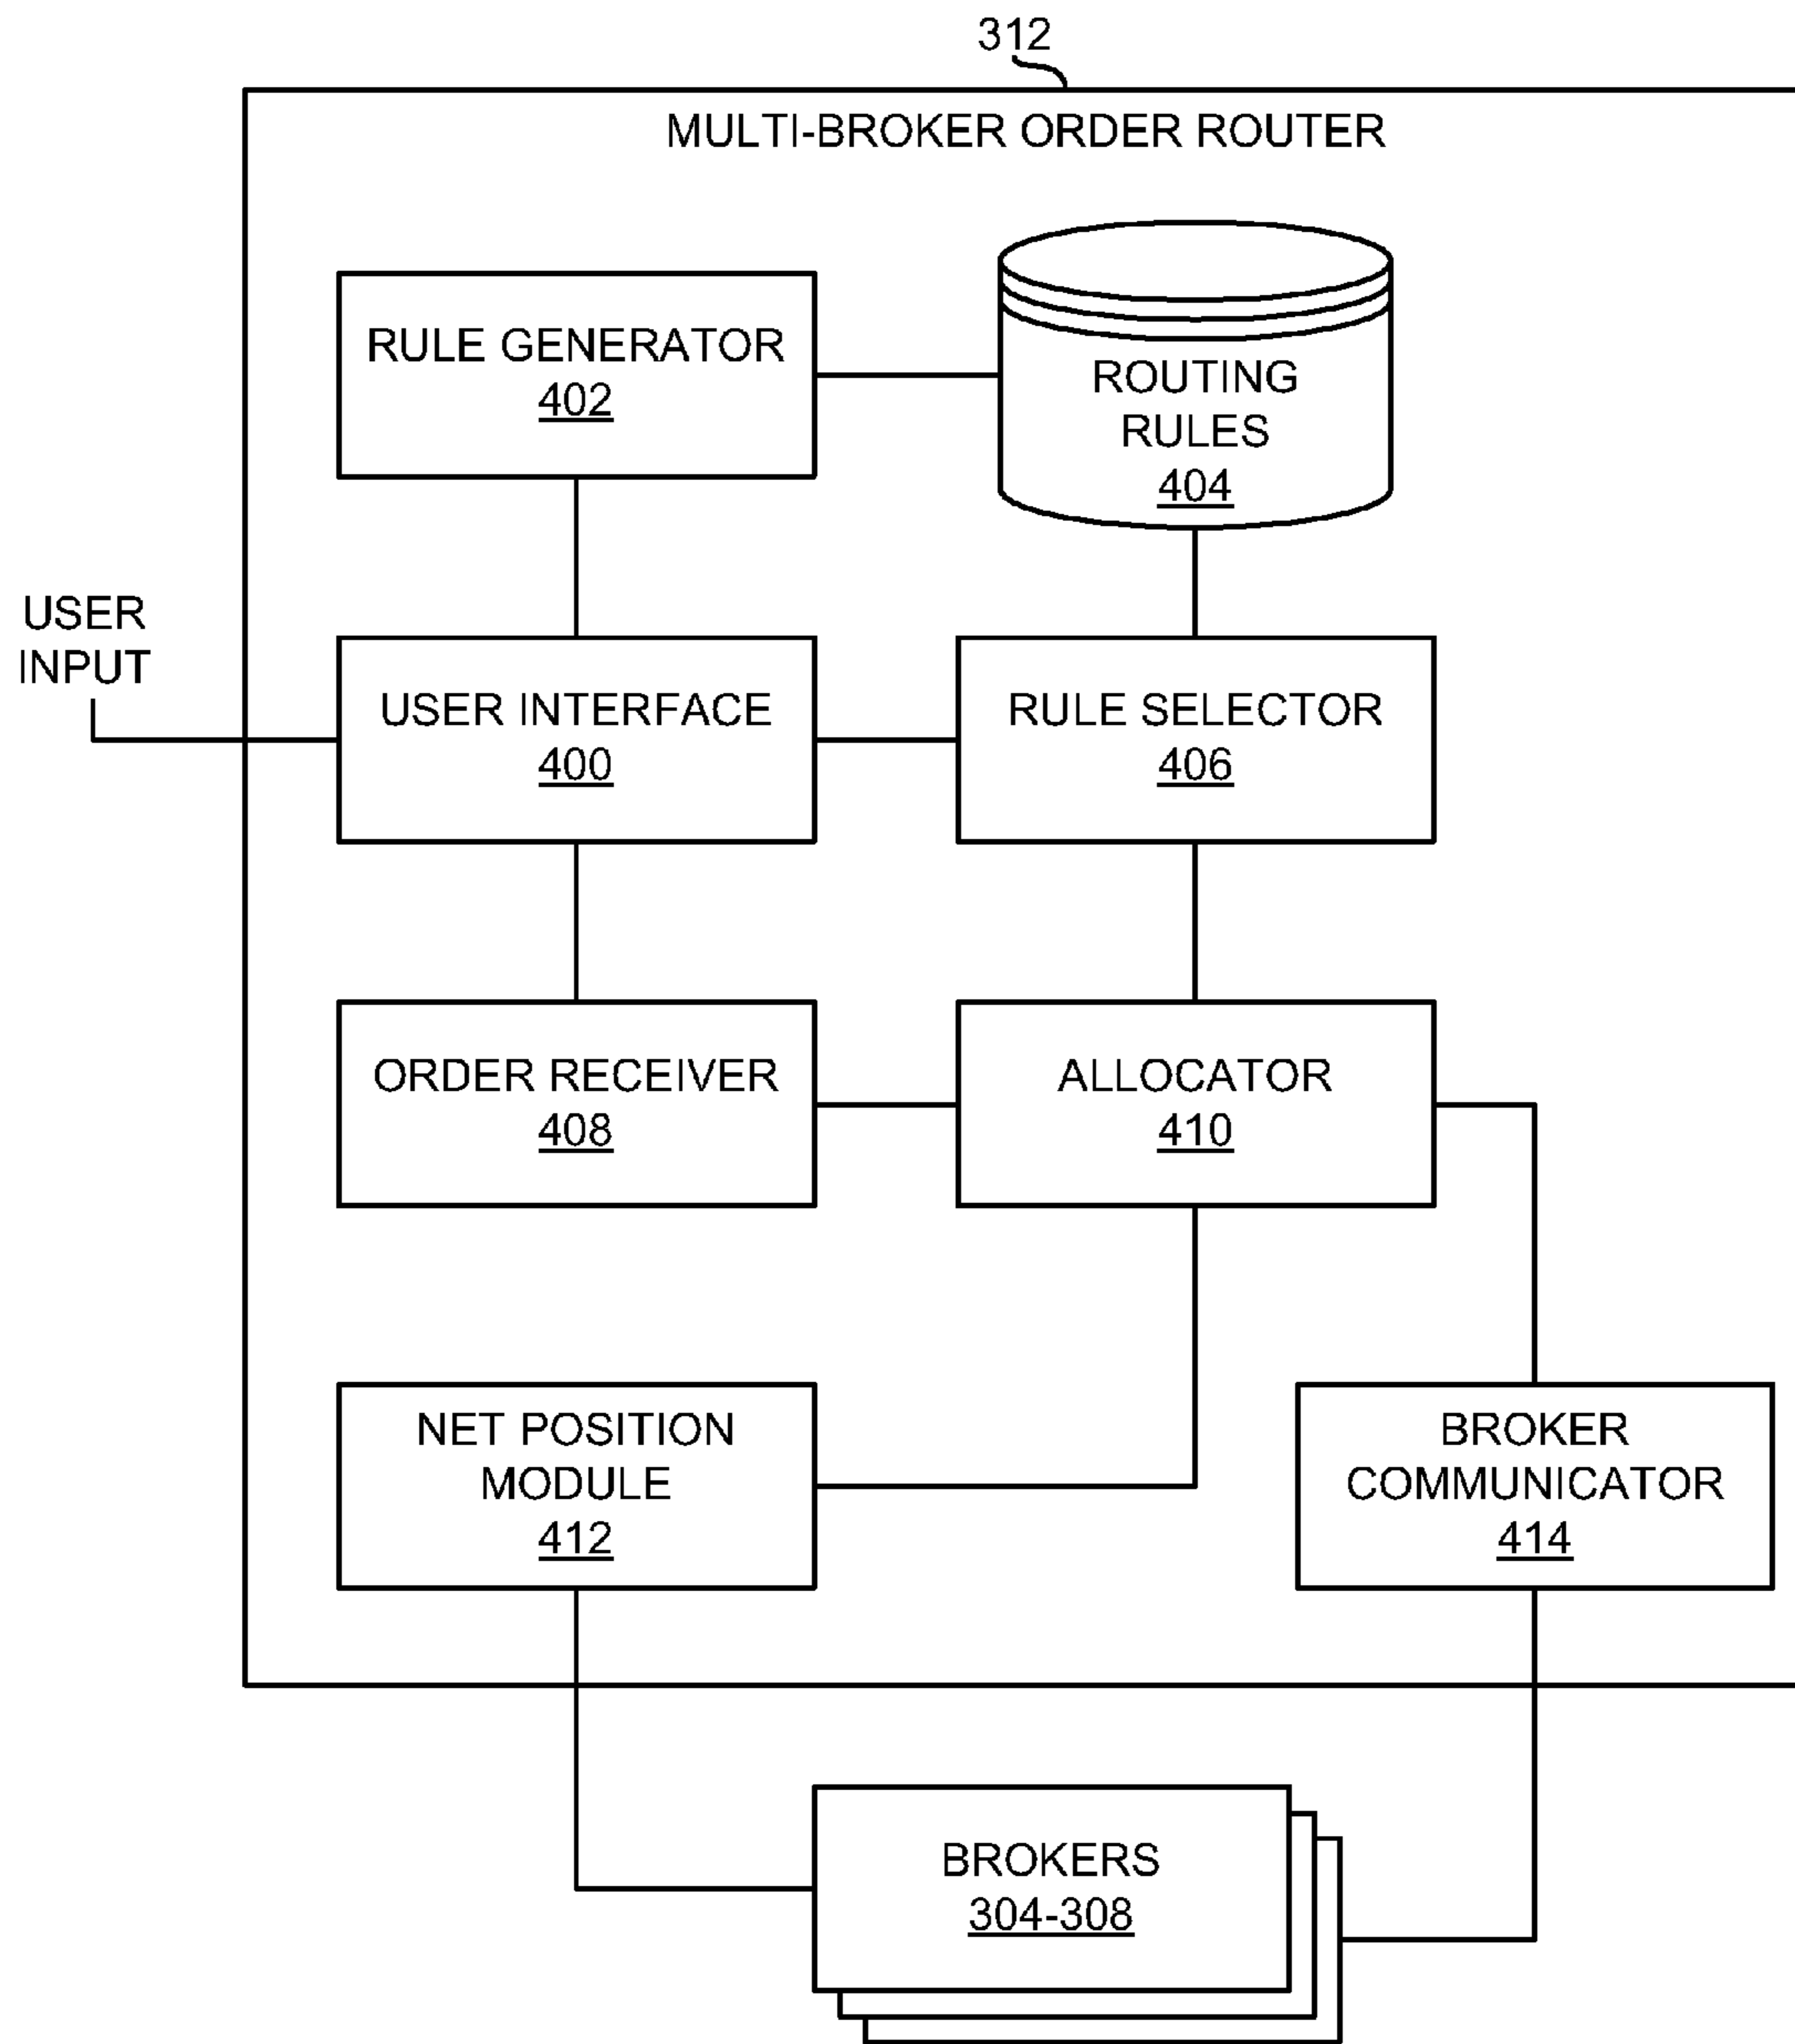 312
MULTI-BROKER ORDER ROUTER
RULE GENERATOR
402
ROUTING
RULES
404
USER
INPUT
USER INTERFACE
400
RULE SELECTOR
406
ORDER RECEIVER
408
ALLOCATOR
410
NET POSITION
MODULE
412
BROKER
COMMUNICATOR
414
BROKERS
304-308